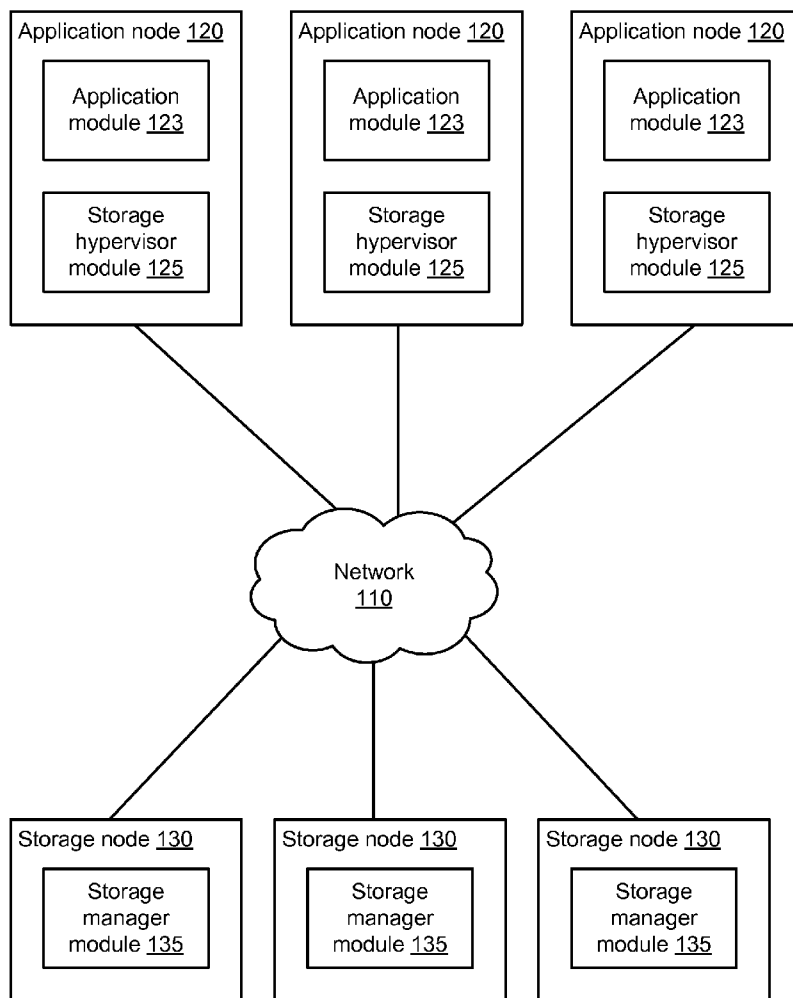 Application node 120
Application
module 123
Storage
hypervisor
module 125
Application node 120
Application
module 123
Storage
hypervisor
module 125
Application node 120
Application
module 123
Storage
hypervisor
module 125
Network
110
Storage node 130
Storage
manager
module 135
Storage node 130
Storage
manager
module 135
Storage node 130
Storage
manager
module 135